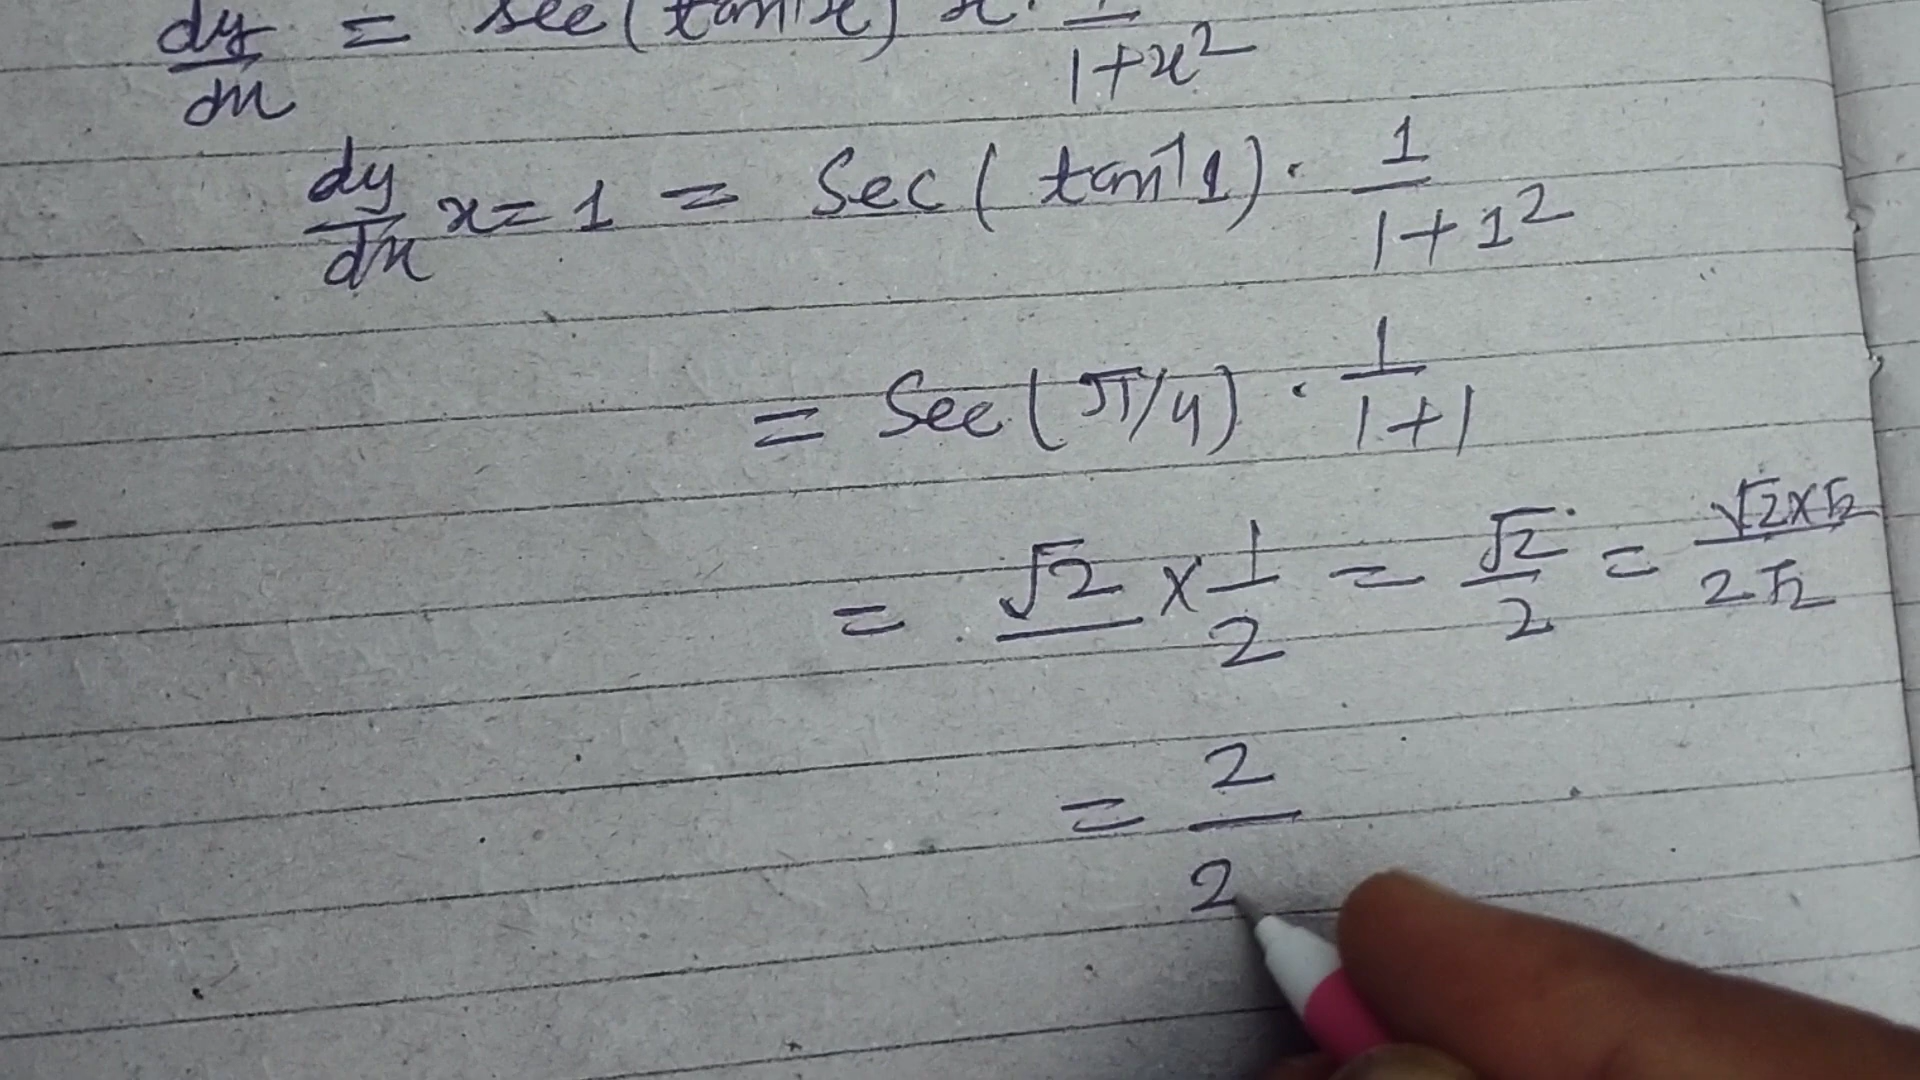 dy/dx = sec(tan⁻¹x) x · 1/1+x²
dy/dx x=1 = Sec(tan⁻¹1) · 1/1+1²
= Sec(π/4) · 1/1+1
= √2 × 1/2 = √2/2 = √2×√2/2√2
= 2/2